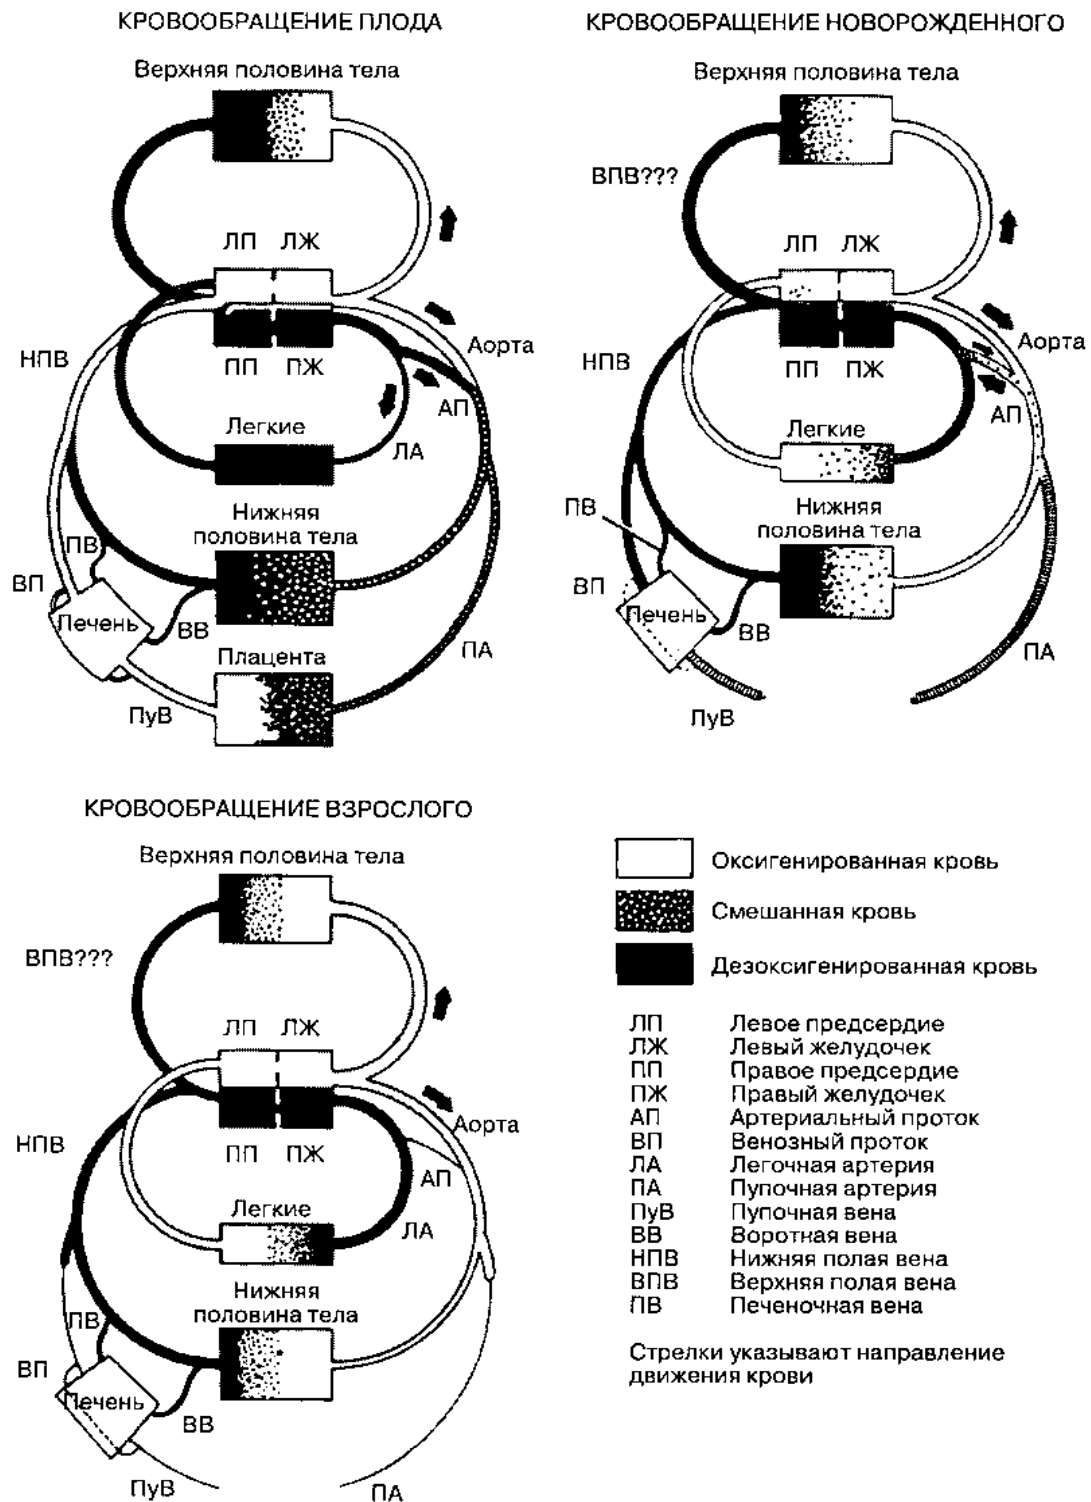 КРОВООБРАЩЕНИЕ ПЛОДА
Верхняя половина тела
ЛП ЛЖ
НПВ
ПП ПЖ
Аорта
АП
Легкие
ЛА
Нижняя
половина тела
ПВ
ВП
Печень
ВВ
Плацента
ПА
ПуВ
КРОВООБРАЩЕНИЕ НОВОРОЖДЕННОГО
Верхняя половина тела
ВПВ???
ЛП ЛЖ
Аорта
НПВ
ПП ПЖ
АП
Легкие
ПВ
Нижняя
половина тела
ВП
Печень
ВВ
ПА
ПуВ
КРОВООБРАЩЕНИЕ ВЗРОСЛОГО
Верхняя половина тела
ВПВ???
ЛП ЛЖ
Аорта
НПВ
ПП ПЖ
АП
Легкие
ЛА
Нижняя
половина тела
ПВ
ВП
Печень
ВВ
ПуВ
ПА
Оксигенированная кровь
Смешанная кровь
Дезоксигенированная кровь
ЛП Левое предсердие
ЛЖ Левый желудочек
ПП Правое предсердие
ПЖ Правый желудочек
АП Артериальный проток
ВП Венозный проток
ЛА Легочная артерия
ПА Пупочная артерия
ПуВ Пупочная вена
ВВ Воротная вена
НПВ Нижняя полая вена
ВПВ Верхняя полая вена
ПВ Печеночная вена
Стрелки указывают направление
движения крови